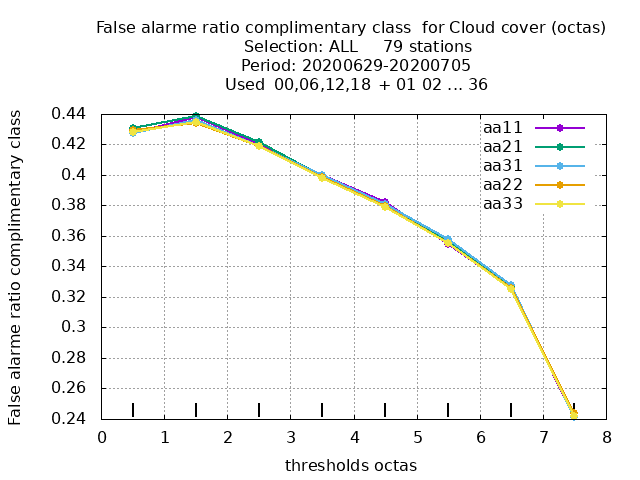 False alarme ratio complimentary class  for Cloud cover (octas)
Selection: ALL     79 stations
Period: 20200629-20200705
Used  00,06,12,18  + 01 02 ... 36
False alarme ratio complimentary class
0.44
0.42
0.4
0.38
0.36
0.34
0.32
0.3
0.28
0.26
0.24
aa11
aa21
aa31
aa22
aa33
0 1 2 3 4 5 6 7 8
thresholds octas